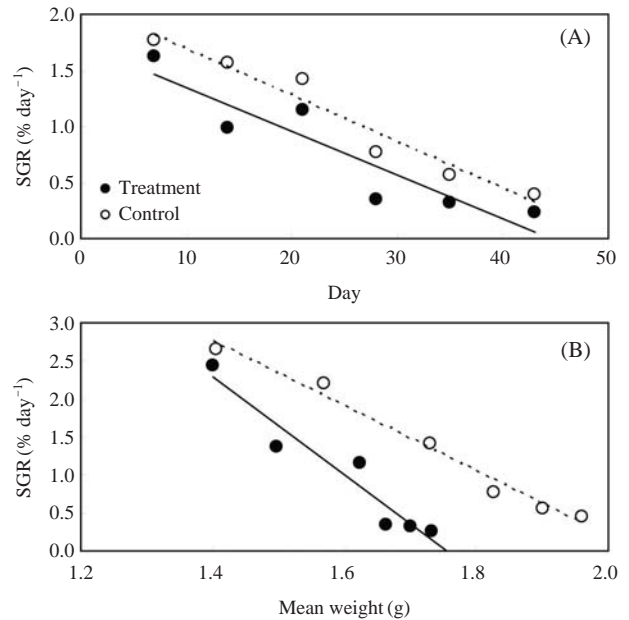 2.0
(A)
1.5
1.0
0.5
0.0
SGR (% day⁻¹)
Treatment
Control
0 10 20 30 40 50
Day
3.0
(B)
2.5
2.0
1.5
1.0
0.5
0.0
SGR (% day⁻¹)
1.2 1.4 1.6 1.8 2.0
Mean weight (g)